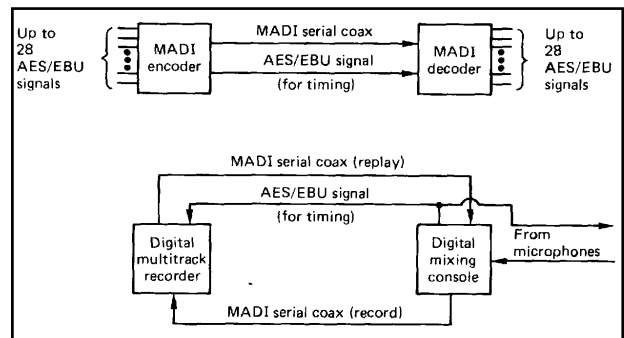 Up to
28
AES/EBU
signals
MADI
encoder
MADI serial coax
AES/EBU signal
(for timing)
MADI
decoder
Up to
28
AES/EBU
signals
MADI serial coax (replay)
AES/EBU signal
(for timing)
Digital
multitrack
recorder
Digital
mixing
console
From
microphones
MADI serial coax (record)